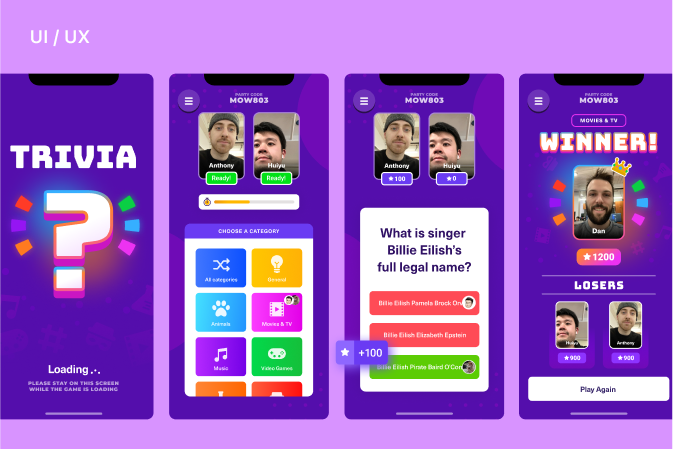 UI / UX
TRIVIA
?
Loading
PLEASE STAY ON THIS SCREEN
WHILE THE GAME IS LOADING
PARTY CODE
MOW803
Anthony
Huiyu
Ready!
Ready!
CHOOSE A CATEGORY
All categories
General
Animals
Movies & TV
Music
Video Games
PARTY CODE
MOW803
Anthony
Huiyu
100
0
What is singer
Billie Eilish's
full legal name?
Billie Eilish Pamela Brock
Billie Eilish Elizabeth Epstein
+100
Billie Eilish Pirate Baird O'Con
PARTY CODE
MOW803
MOVIES & TV
WINNER!
Dan
1200
LOSERS
Huiyu
Anthony
900
900
Play Again